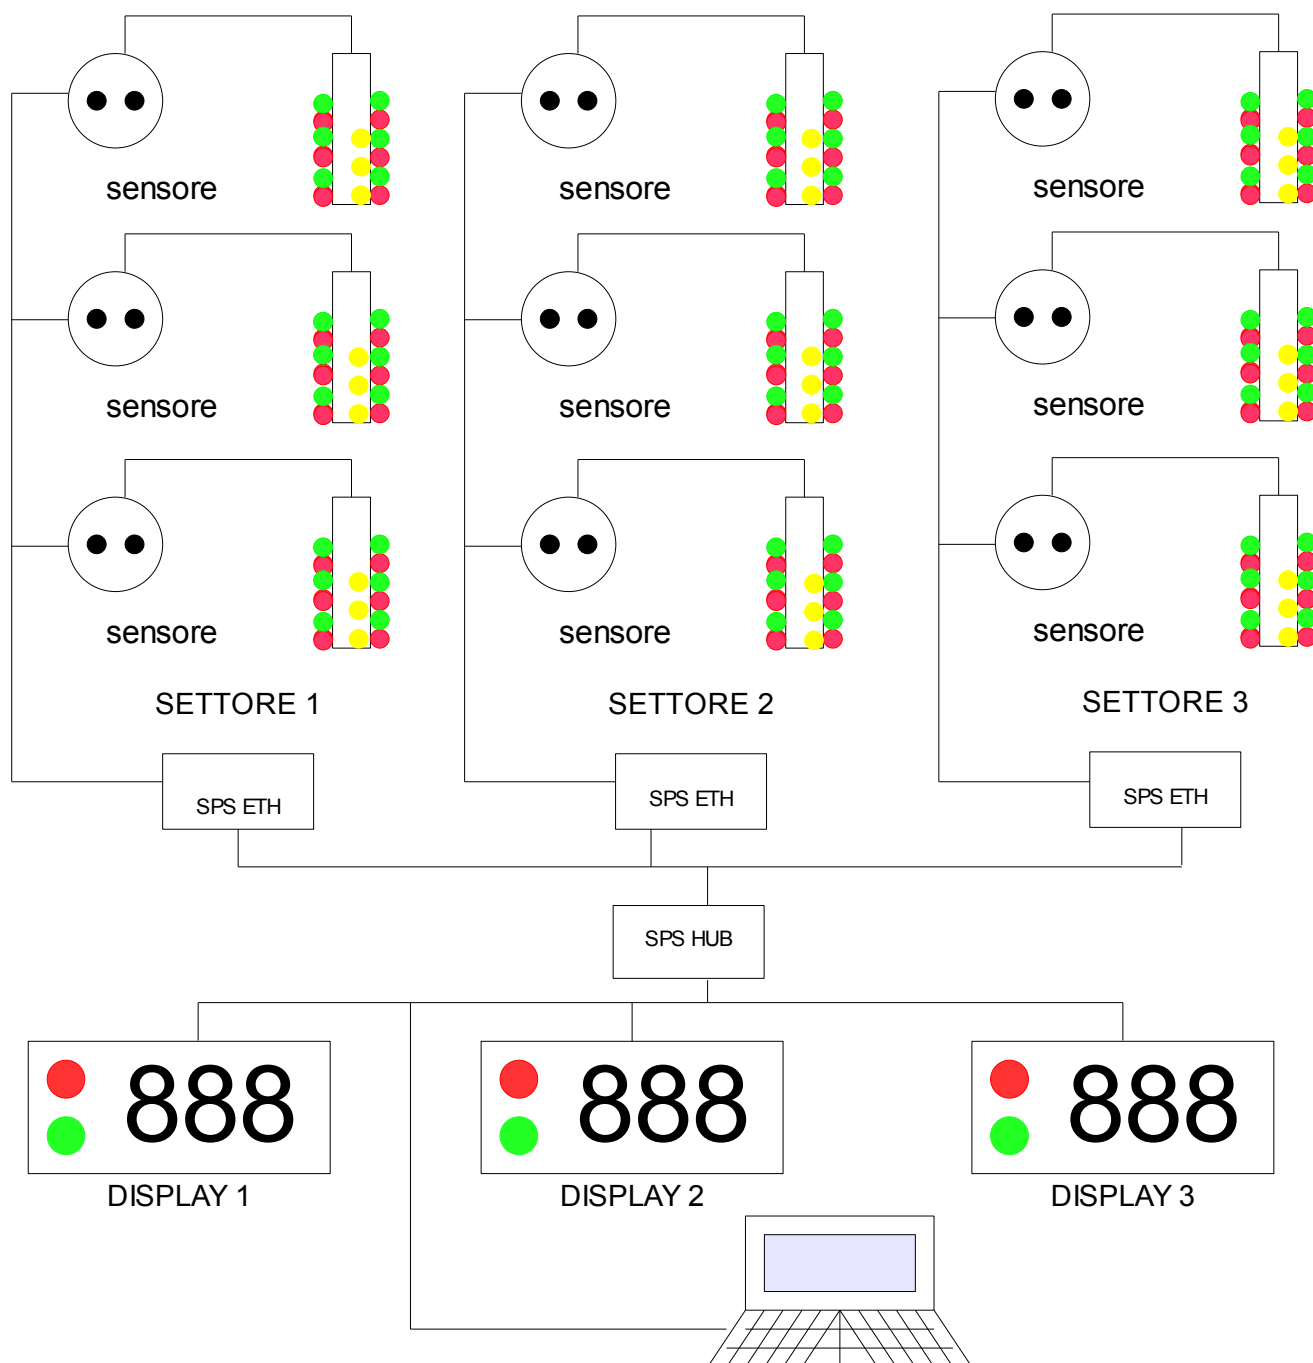 sensore
sensore
sensore
sensore
sensore
sensore
sensore
sensore
sensore
SETTORE 1
SETTORE 2
SETTORE 3
SPS ETH
SPS ETH
SPS ETH
SPS HUB
888
888
888
DISPLAY 1
DISPLAY 2
DISPLAY 3